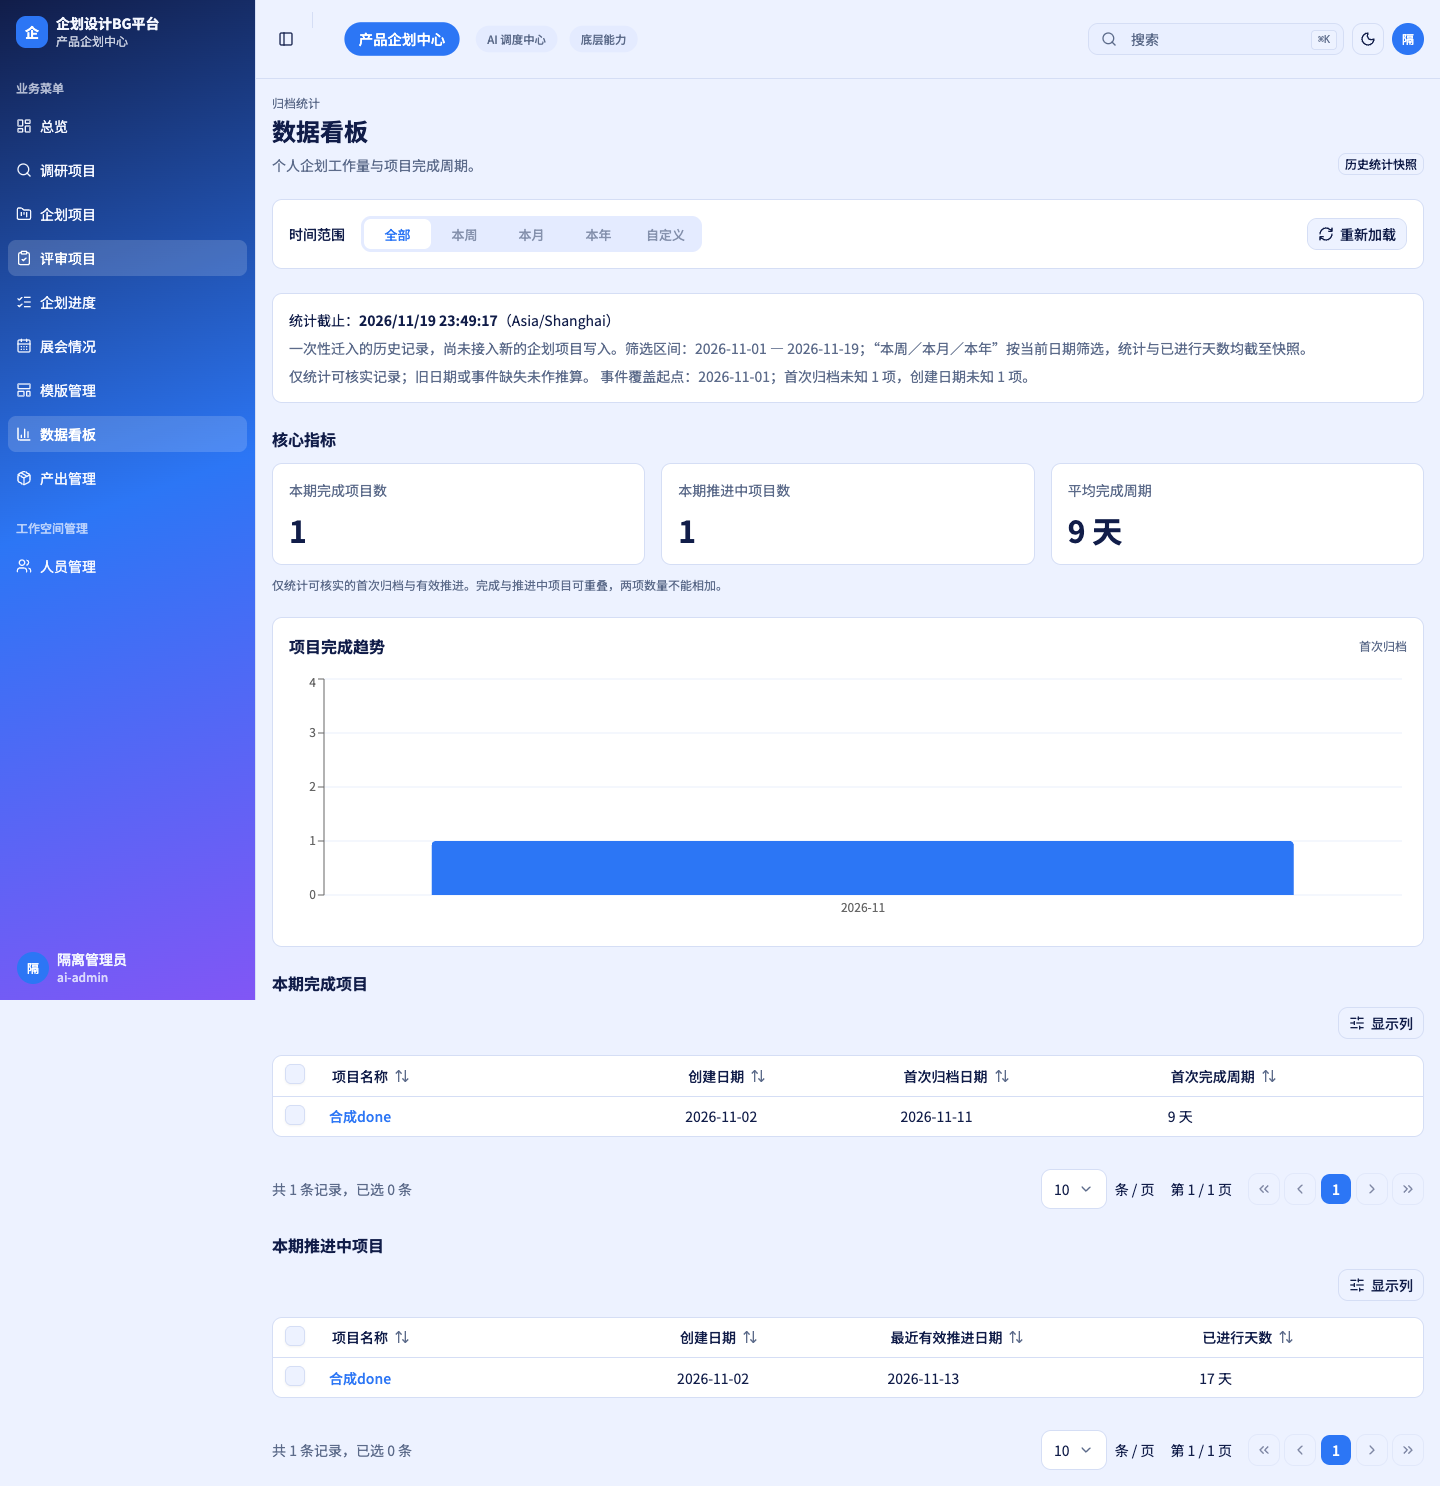 企
企划设计BG平台
产品企划中心
业务菜单
总览
调研项目
企划项目
评审项目
企划进度
展会情况
模版管理
数据看板
产出管理
工作空间管理
人员管理
隔
隔离管理员
ai-admin
产品企划中心
AI 调度中心
底层能力
搜索
⌘K
隔
归档统计
数据看板
个人企划工作量与项目完成周期。
历史统计快照
时间范围
全部
本周
本月
本年
自定义
重新加载
统计截止：2026/11/19 23:49:17（Asia/Shanghai）
一次性迁入的历史记录，尚未接入新的企划项目写入。筛选区间：2026-11-01 — 2026-11-19；“本周／本月／本年”按当前日期筛选，统计与已进行天数均截至快照。
仅统计可核实记录；旧日期或事件缺失未作推算。 事件覆盖起点：2026-11-01；首次归档未知 1 项，创建日期未知 1 项。
核心指标
本期完成项目数
1
本期推进中项目数
1
平均完成周期
9 天
仅统计可核实的首次归档与有效推进。完成与推进中项目可重叠，两项数量不能相加。
项目完成趋势
首次归档
4
3
2
1
0
2026-11
本期完成项目
显示列
项目名称 创建日期 首次归档日期 首次完成周期
合成done 2026-11-02 2026-11-11 9 天
共 1 条记录，已选 0 条
10 条 / 页 第 1 / 1 页 1
本期推进中项目
显示列
项目名称 创建日期 最近有效推进日期 已进行天数
合成done 2026-11-02 2026-11-13 17 天
共 1 条记录，已选 0 条
10 条 / 页 第 1 / 1 页 1